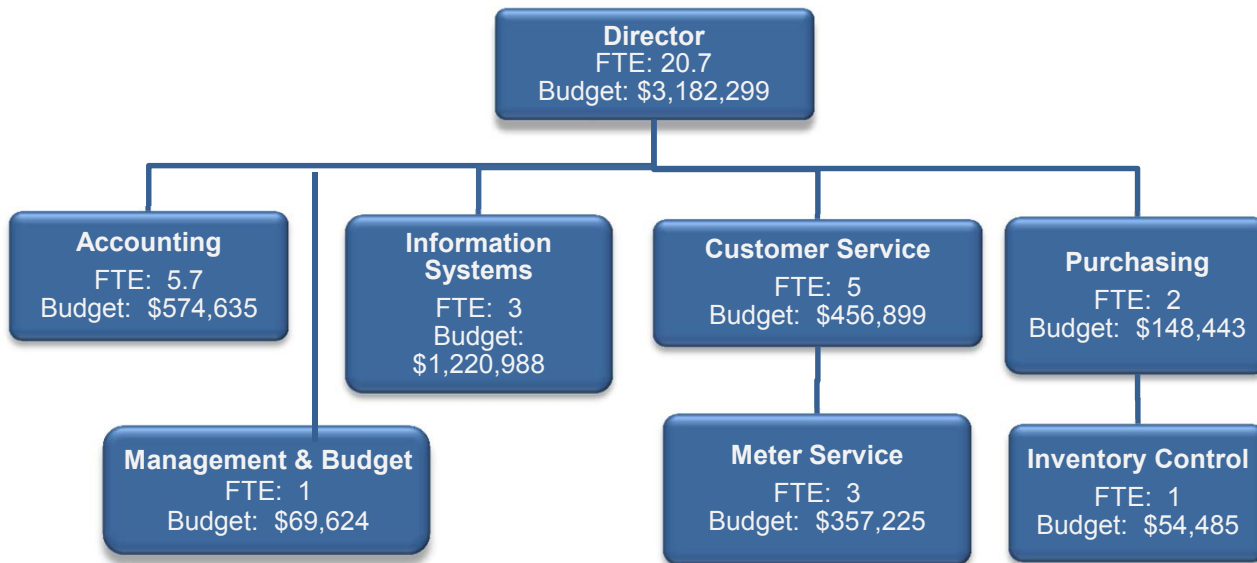 Director
FTE: 20.7
Budget: $3,182,299
Accounting
FTE: 5.7
Budget: $574,635
Information
Systems
FTE: 3
Budget:
$1,220,988
Customer Service
FTE: 5
Budget: $456,899
Purchasing
FTE: 2
Budget: $148,443
Management & Budget
FTE: 1
Budget: $69,624
Meter Service
FTE: 3
Budget: $357,225
Inventory Control
FTE: 1
Budget: $54,485